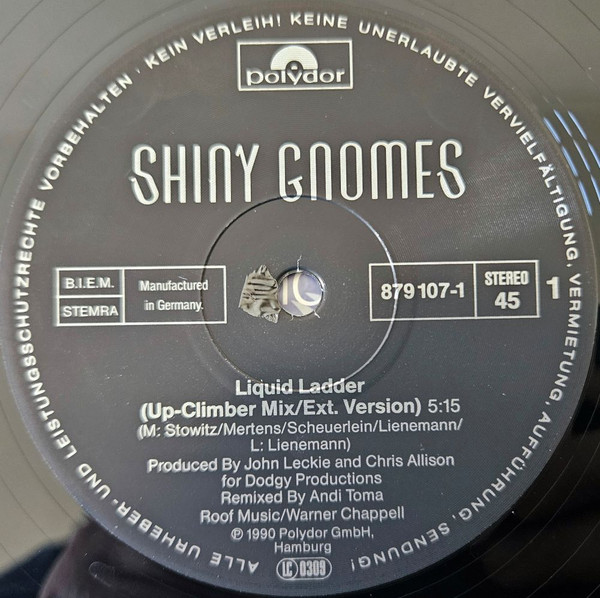 ALLE URHEBER- UND LEISTUNGSSCHUTZRECHTE VORBEHALTEN · KEIN VERLEIH! KEINE UNERLAUBTE VERVIELFÄLTIGUNG, VERMIETUNG, AUFFÜHRUNG, SENDUNG!
polydor
SHINY GNOMES
B.I.E.M.
STEMRA
Manufactured
in Germany.
879 107-1
STEREO
45
1
Liquid Ladder
(Up-Climber Mix/Ext. Version) 5:15
(M: Stowitz/Mertens/Scheuerlein/Lienemann/
L: Lienemann)
Produced By John Leckie and Chris Allison
for Dodgy Productions
Remixed By Andi Toma
Roof Music/Warner Chappell
℗ 1990 Polydor GmbH,
Hamburg
LC 0309